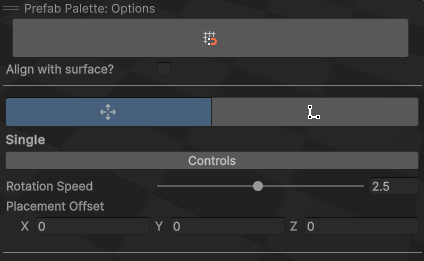 Prefab Palette: Options
Align with surface?
Single
Controls
Rotation Speed 2.5
Placement Offset
X 0 Y 0 Z 0